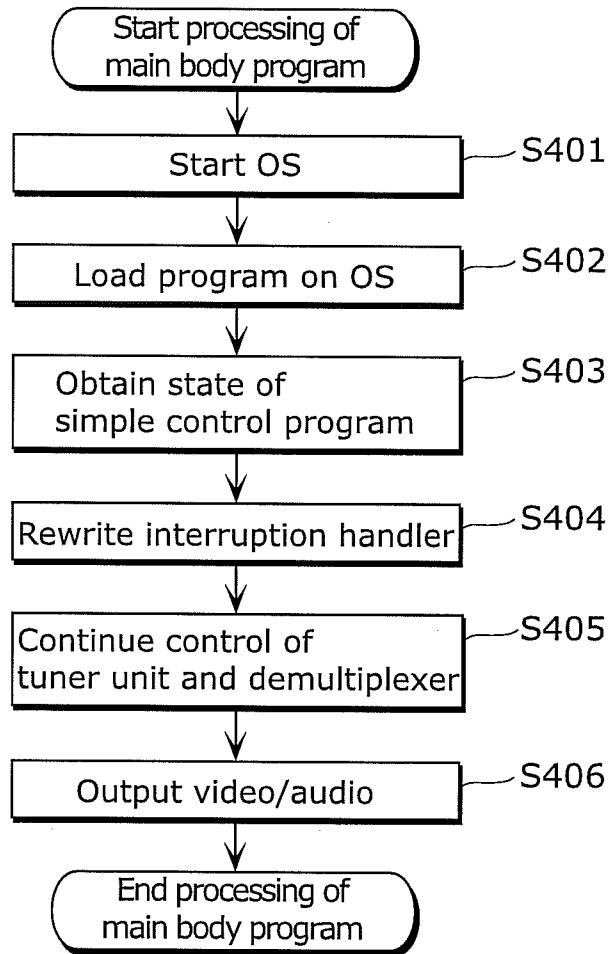 Start processing of
main body program
Start OS
S401
Load program on OS
S402
Obtain state of
simple control program
S403
Rewrite interruption handler
S404
Continue control of
tuner unit and demultiplexer
S405
Output video/audio
S406
End processing of
main body program